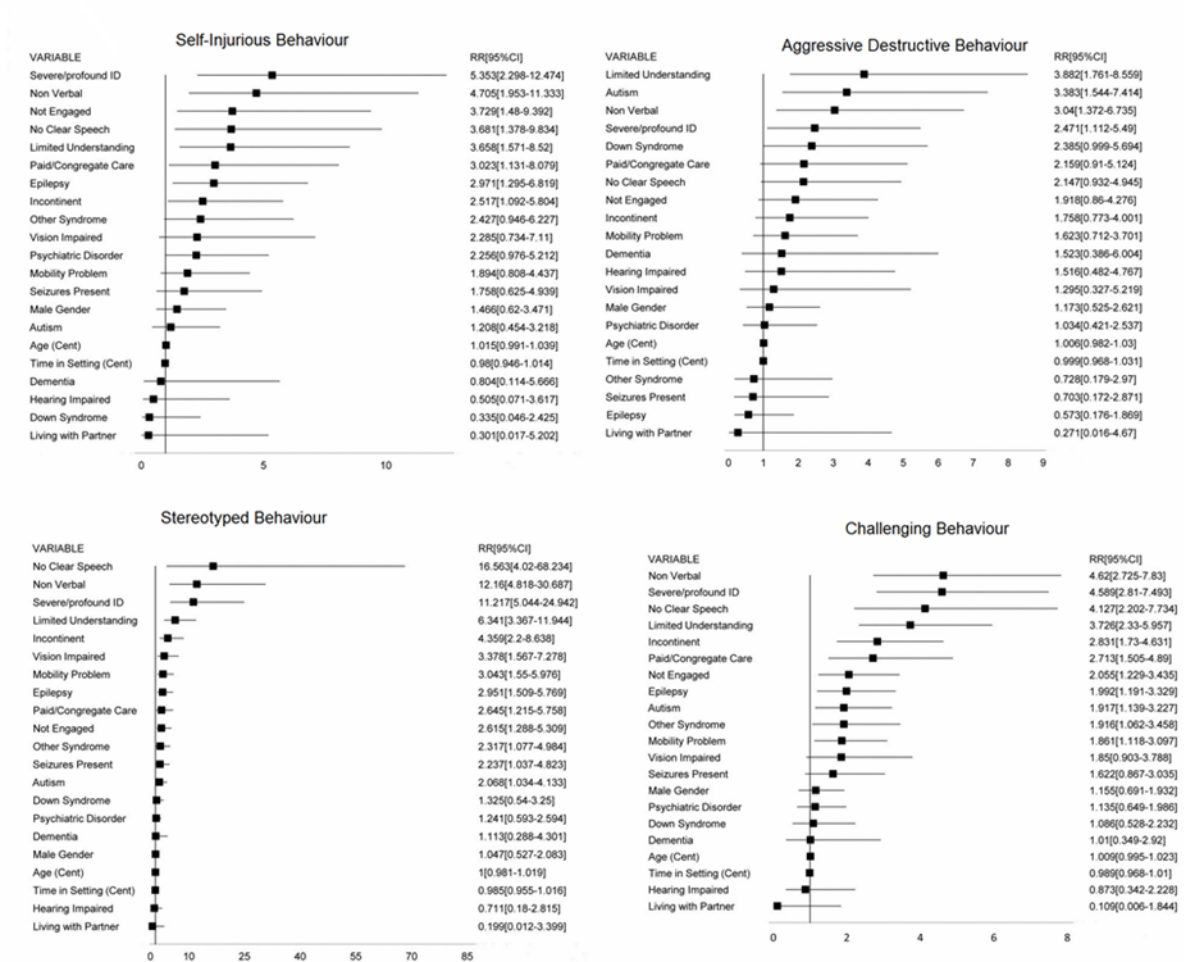 Self-Injurious Behaviour
VARIABLE RR[95%CI]
Severe/profound ID 5.353[2.298-12.474]
Non Verbal 4.705[1.953-11.333]
Not Engaged 3.729[1.48-9.392]
No Clear Speech 3.681[1.378-9.834]
Limited Understanding 3.658[1.571-8.52]
Paid/Congregate Care 3.023[1.131-8.079]
Epilepsy 2.971[1.295-6.819]
Incontinent 2.517[1.092-5.804]
Other Syndrome 2.427[0.946-6.227]
Vision Impaired 2.285[0.734-7.11]
Psychiatric Disorder 2.256[0.976-5.212]
Mobility Problem 1.894[0.808-4.437]
Seizures Present 1.758[0.625-4.939]
Male Gender 1.466[0.62-3.471]
Autism 1.208[0.454-3.218]
Age (Cent) 1.015[0.991-1.039]
Time in Setting (Cent) 0.98[0.946-1.014]
Dementia 0.804[0.114-5.666]
Hearing Impaired 0.505[0.071-3.617]
Down Syndrome 0.335[0.046-2.425]
Living with Partner 0.301[0.017-5.202]
0 5 10
Aggressive Destructive Behaviour
VARIABLE RR[95%CI]
Limited Understanding 3.882[1.761-8.559]
Autism 3.383[1.544-7.414]
Non Verbal 3.04[1.372-6.735]
Severe/profound ID 2.471[1.112-5.49]
Down Syndrome 2.385[0.999-5.694]
Paid/Congregate Care 2.159[0.91-5.124]
No Clear Speech 2.147[0.932-4.945]
Not Engaged 1.918[0.86-4.276]
Incontinent 1.758[0.773-4.001]
Mobility Problem 1.623[0.712-3.701]
Dementia 1.523[0.386-6.004]
Hearing Impaired 1.516[0.482-4.767]
Vision Impaired 1.295[0.327-5.219]
Male Gender 1.173[0.525-2.621]
Psychiatric Disorder 1.034[0.421-2.537]
Age (Cent) 1.006[0.982-1.03]
Time in Setting (Cent) 0.999[0.968-1.031]
Other Syndrome 0.728[0.179-2.97]
Seizures Present 0.703[0.172-2.871]
Epilepsy 0.573[0.176-1.869]
Living with Partner 0.271[0.016-4.67]
0 1 2 3 4 5 6 7 8 9
Stereotyped Behaviour
VARIABLE RR[95%CI]
No Clear Speech 16.563[4.02-68.234]
Non Verbal 12.16[4.818-30.687]
Severe/profound ID 11.217[5.044-24.942]
Limited Understanding 6.341[3.367-11.944]
Incontinent 4.359[2.2-8.638]
Vision Impaired 3.378[1.567-7.278]
Mobility Problem 3.043[1.55-5.976]
Epilepsy 2.951[1.509-5.769]
Paid/Congregate Care 2.645[1.215-5.758]
Not Engaged 2.615[1.288-5.309]
Other Syndrome 2.317[1.077-4.984]
Seizures Present 2.237[1.037-4.823]
Autism 2.068[1.034-4.133]
Down Syndrome 1.325[0.54-3.25]
Psychiatric Disorder 1.241[0.593-2.594]
Dementia 1.113[0.288-4.301]
Male Gender 1.047[0.527-2.083]
Age (Cent) 1[0.981-1.019]
Time in Setting (Cent) 0.985[0.955-1.016]
Hearing Impaired 0.711[0.18-2.815]
Living with Partner 0.199[0.012-3.399]
0 10 25 40 55 70 85
Challenging Behaviour
VARIABLE RR[95%CI]
Non Verbal 4.62[2.725-7.83]
Severe/profound ID 4.589[2.81-7.493]
No Clear Speech 4.127[2.202-7.734]
Limited Understanding 3.726[2.33-5.957]
Incontinent 2.831[1.73-4.631]
Paid/Congregate Care 2.713[1.505-4.89]
Not Engaged 2.055[1.229-3.435]
Epilepsy 1.992[1.191-3.329]
Autism 1.917[1.139-3.227]
Other Syndrome 1.916[1.062-3.458]
Mobility Problem 1.861[1.118-3.097]
Vision Impaired 1.85[0.903-3.788]
Seizures Present 1.622[0.867-3.035]
Male Gender 1.155[0.691-1.932]
Psychiatric Disorder 1.135[0.649-1.986]
Down Syndrome 1.086[0.528-2.232]
Dementia 1.01[0.349-2.92]
Age (Cent) 1.009[0.995-1.023]
Time in Setting (Cent) 0.989[0.968-1.01]
Hearing Impaired 0.873[0.342-2.228]
Living with Partner 0.109[0.006-1.844]
0 2 4 6 8